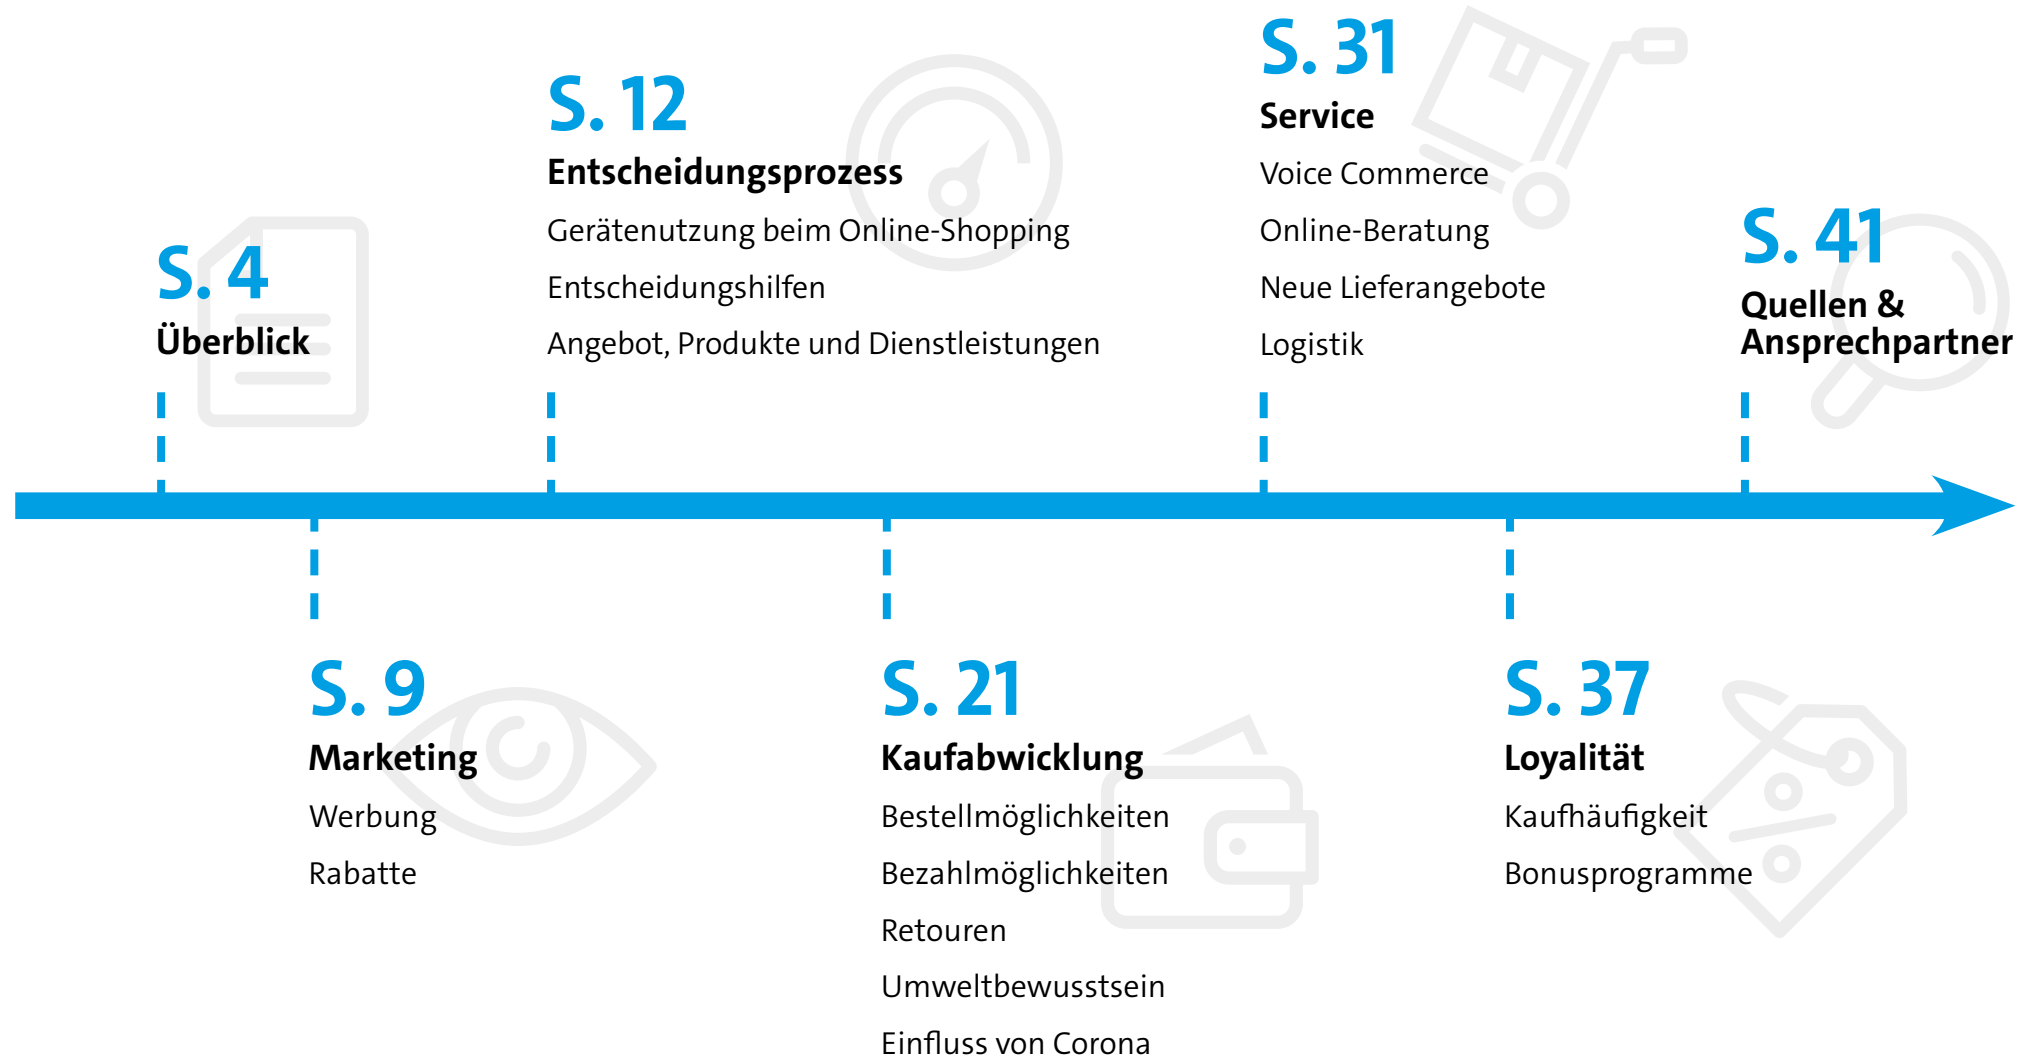 S. 4
Überblick
S. 9
Marketing
Werbung
Rabatte
S. 12
Entscheidungsprozess
Gerätenutzung beim Online-Shopping
Entscheidungshilfen
Angebot, Produkte und Dienstleistungen
S. 21
Kaufabwicklung
Bestellmöglichkeiten
Bezahlmöglichkeiten
Retouren
Umweltbewusstsein
Einfluss von Corona
S. 31
Service
Voice Commerce
Online-Beratung
Neue Lieferangebote
Logistik
S. 37
Loyalität
Kaufhäufigkeit
Bonusprogramme
S. 41
Quellen &
Ansprechpartner